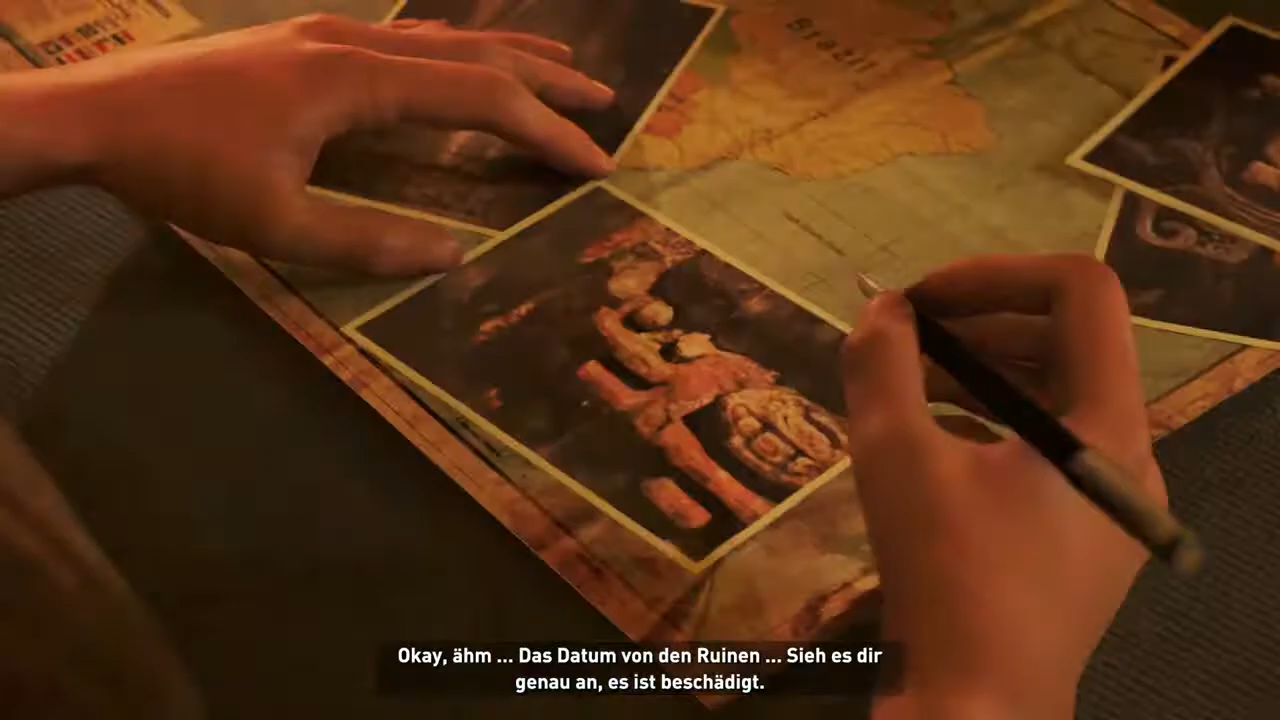 Brazil
Okay, ähm ... Das Datum von den Ruinen ... Sieh es dir
genau an, es ist beschädigt.